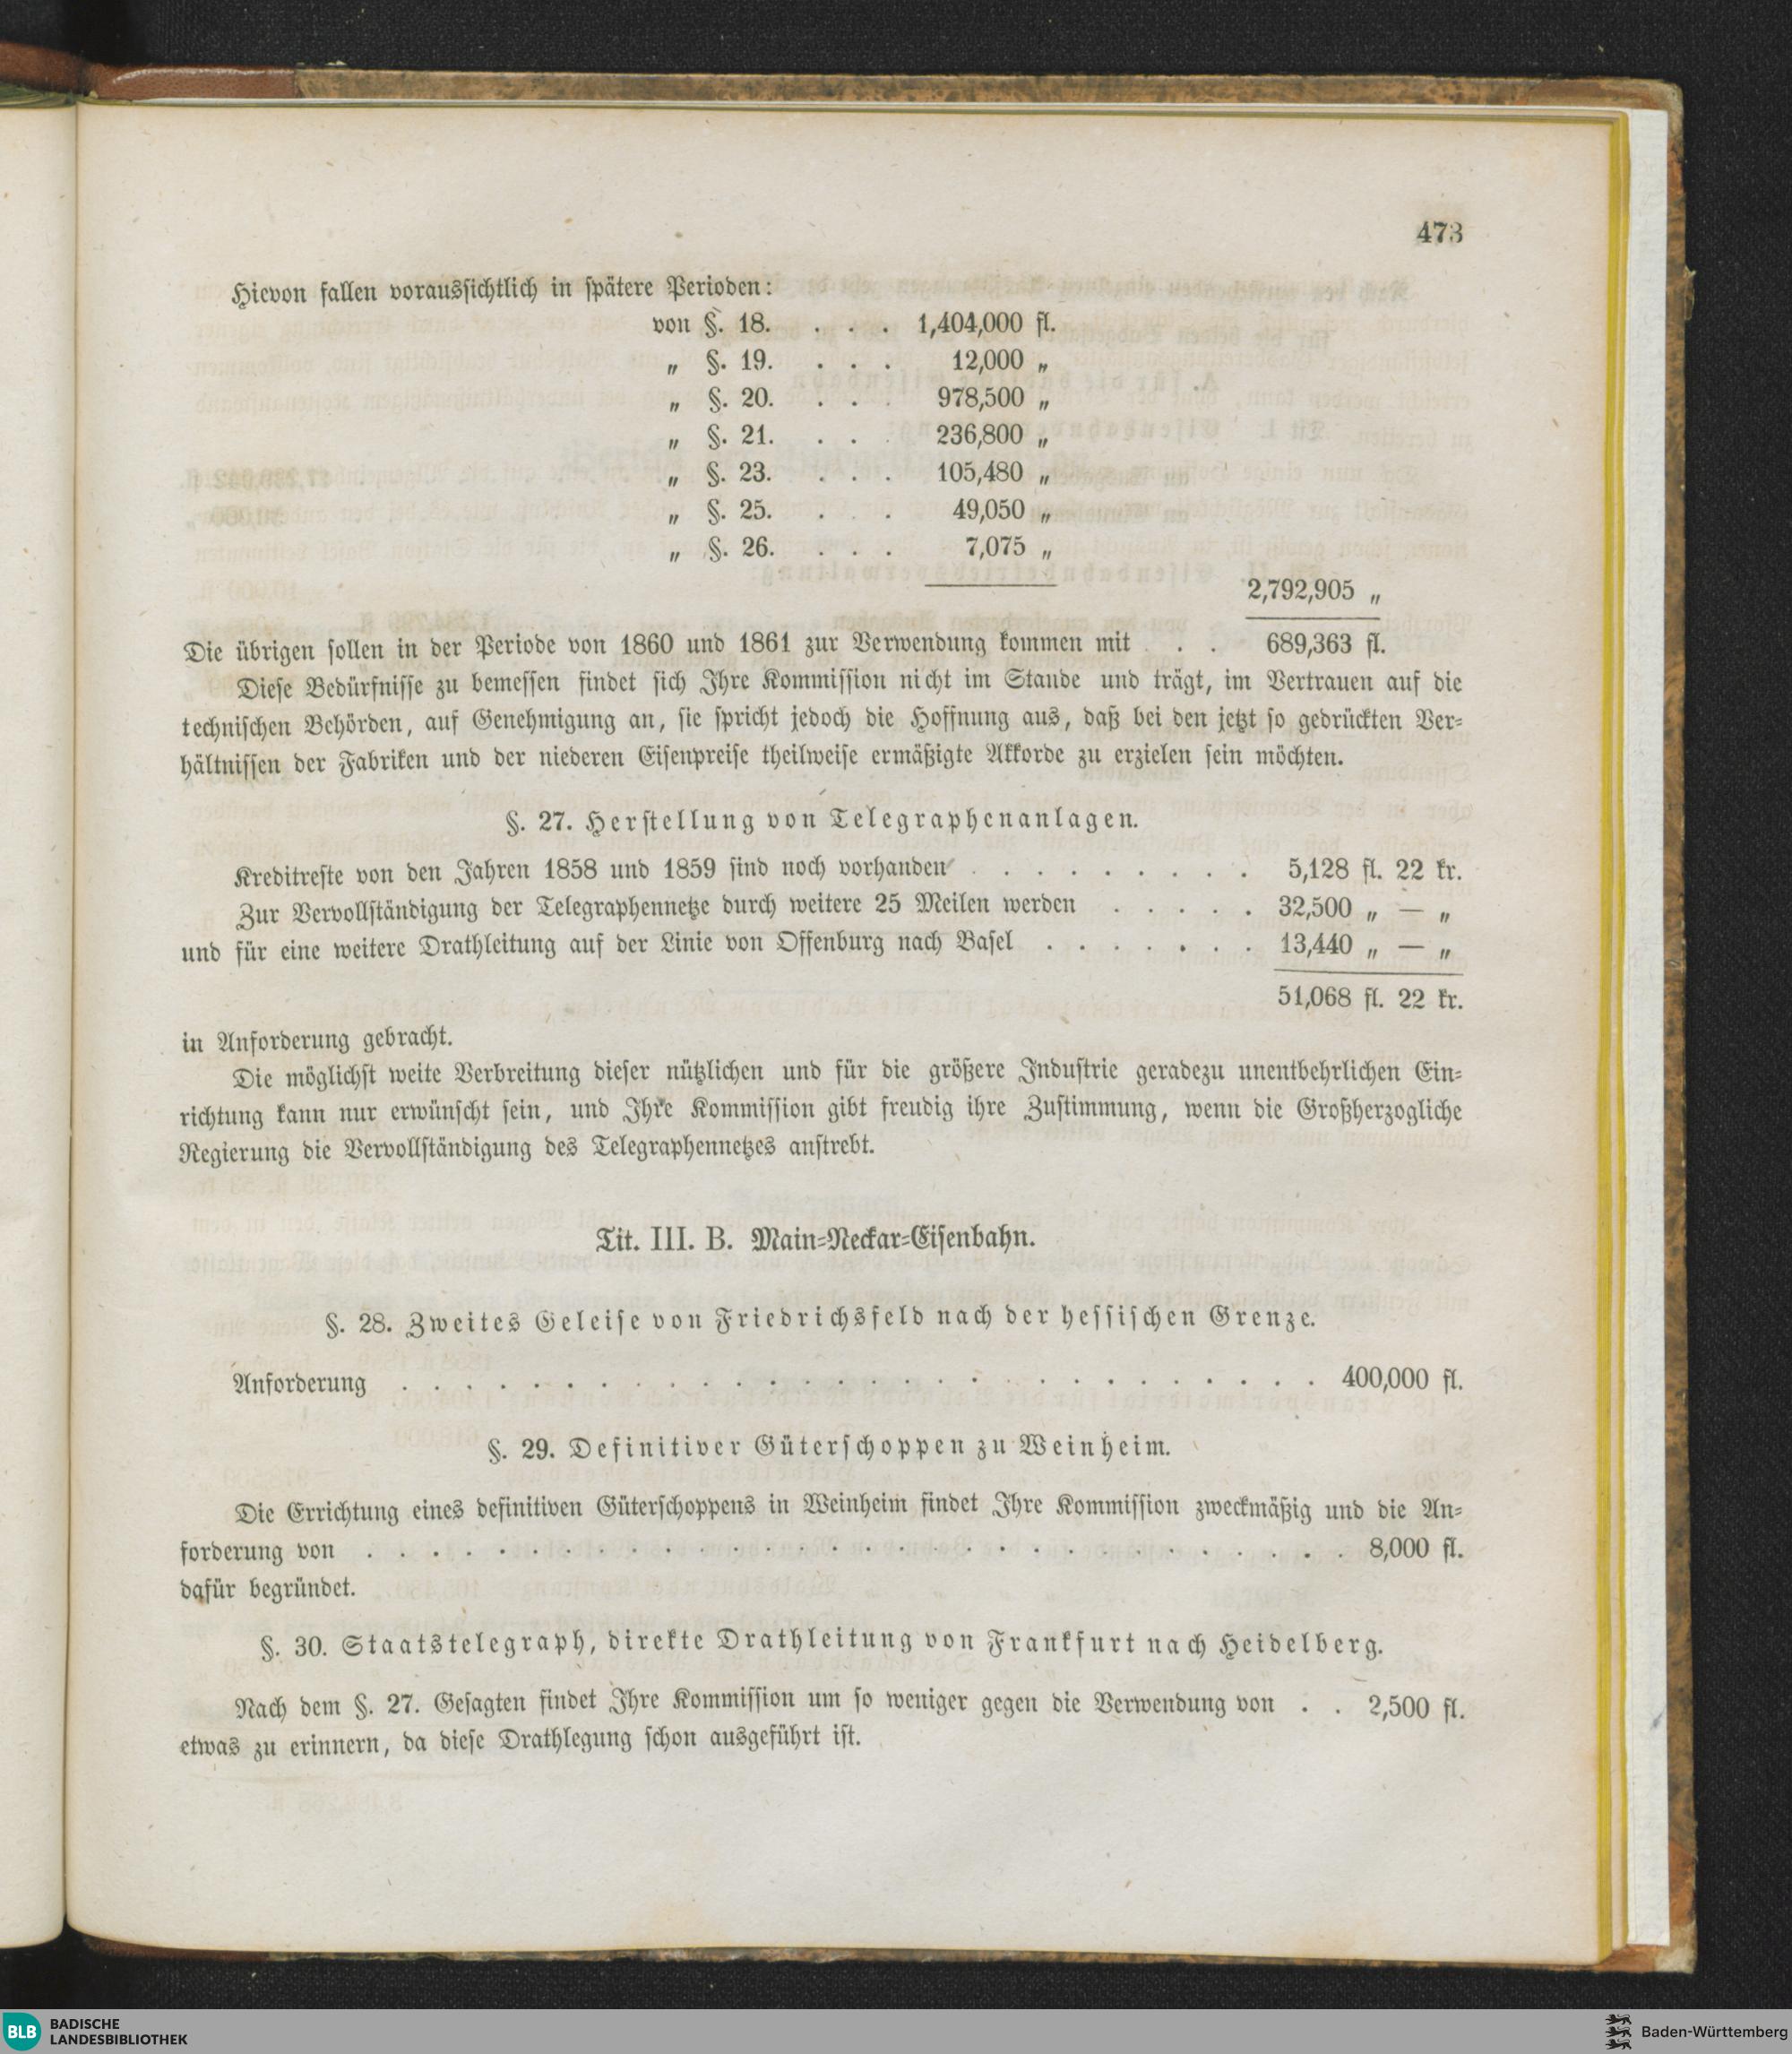 473
Hievon fallen voraussichtlich in spätere Perioden:
von §. 18. . . . 1,404,000 fl.
„ §. 19. . . . 12,000 „
„ §. 20. . . . 978,500 „
„ §. 21. . . . 236,800 „
„ §. 23. . . . 105,480 „
„ §. 25. . . . 49,050 „
„ §. 26. . . . 7,075 „
2,792,905 „
Die übrigen sollen in der Periode von 1860 und 1861 zur Verwendung kommen mit . . . 689,363 fl.
Diese Bedürfnisse zu bemessen findet sich Ihre Kommission nicht im Stande und trägt, im Vertrauen auf die
technischen Behörden, auf Genehmigung an, sie spricht jedoch die Hoffnung aus, daß bei den jetzt so gedrückten Ver-
hältnissen der Fabriken und der niederen Eisenpreise theilweise ermäßigte Akkorde zu erzielen sein möchten.
§. 27. Herstellung von Telegraphenanlagen.
Kreditreste von den Jahren 1858 und 1859 sind noch vorhanden . . . . . . . . . 5,128 fl. 22 kr.
Zur Vervollständigung der Telegraphennetze durch weitere 25 Meilen werden . . . . . 32,500 „ — „
und für eine weitere Drathleitung auf der Linie von Offenburg nach Basel . . . . . . . 13,440 „ — „
51,068 fl. 22 kr.
in Anforderung gebracht.
Die möglichst weite Verbreitung dieser nützlichen und für die größere Industrie geradezu unentbehrlichen Ein-
richtung kann nur erwünscht sein, und Ihre Kommission gibt freudig ihre Zustimmung, wenn die Großherzogliche
Regierung die Vervollständigung des Telegraphennetzes anstrebt.
Tit. III. B. Main-Neckar-Eisenbahn.
§. 28. Zweites Geleise von Friedrichsfeld nach der hessischen Grenze.
Anforderung . . . . . . . . . . . . . . . . . . . . . . . . . . . . 400,000 fl.
§. 29. Definitiver Güterschoppen zu Weinheim.
Die Errichtung eines definitiven Güterschoppens in Weinheim findet Ihre Kommission zweckmäßig und die An-
forderung von . . . . . . . . . . . . . . . . . . . . . . . . . . . . . . 8,000 fl.
dafür begründet.
§. 30. Staatstelegraph, direkte Drathleitung von Frankfurt nach Heidelberg.
Nach dem §. 27. Gesagten findet Ihre Kommission um so weniger gegen die Verwendung von . . 2,500 fl.
etwas zu erinnern, da diese Drathlegung schon ausgeführt ist.
BLB BADISCHE
LANDESBIBLIOTHEK
Baden-Württemberg